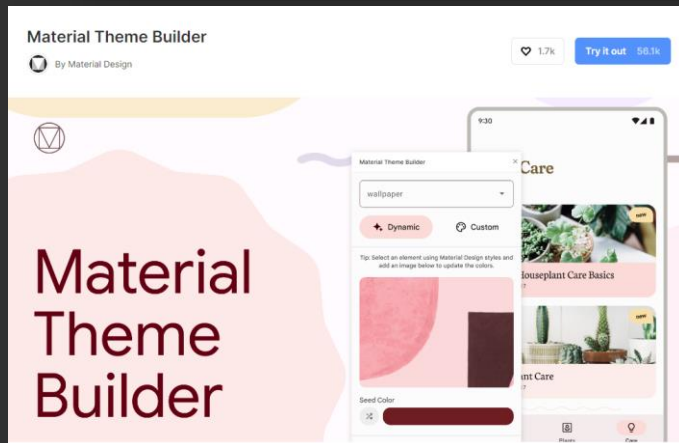 Material Theme Builder
By Material Design
1.7k
Try it out 56.1k
Material
Theme
Builder
Material Theme Builder
wallpaper
Dynamic
Custom
Tip: Select an element using Material Design styles and
add an image below to update the colors.
Seed Color
9:30
Care
new
Houseplant Care Basics
new
Care
Plants
Care